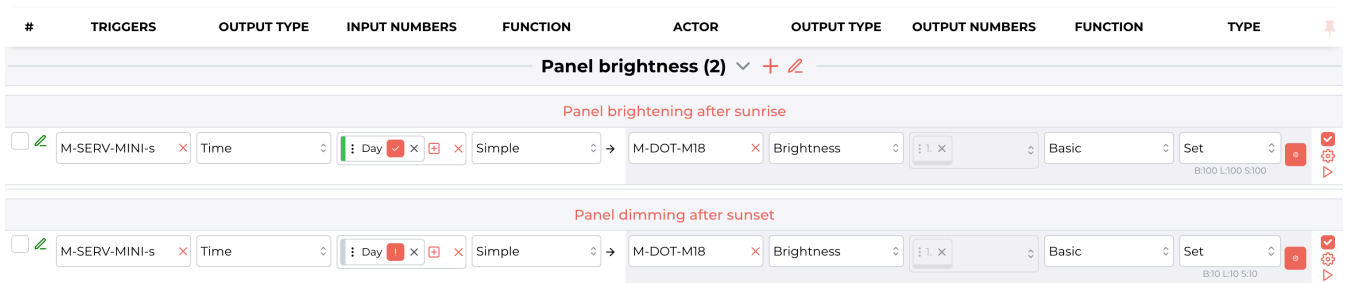 # TRIGGERS OUTPUT TYPE INPUT NUMBERS FUNCTION ACTOR OUTPUT TYPE OUTPUT NUMBERS FUNCTION TYPE
Panel brightness (2)
Panel brightening after sunrise
M-SERV-MINI-s Time Day Simple M-DOT-M18 Brightness 1. Basic Set
B:100 L:100 S:100
Panel dimming after sunset
M-SERV-MINI-s Time Day ! Simple M-DOT-M18 Brightness 1. Basic Set
B:10 L:10 S:10